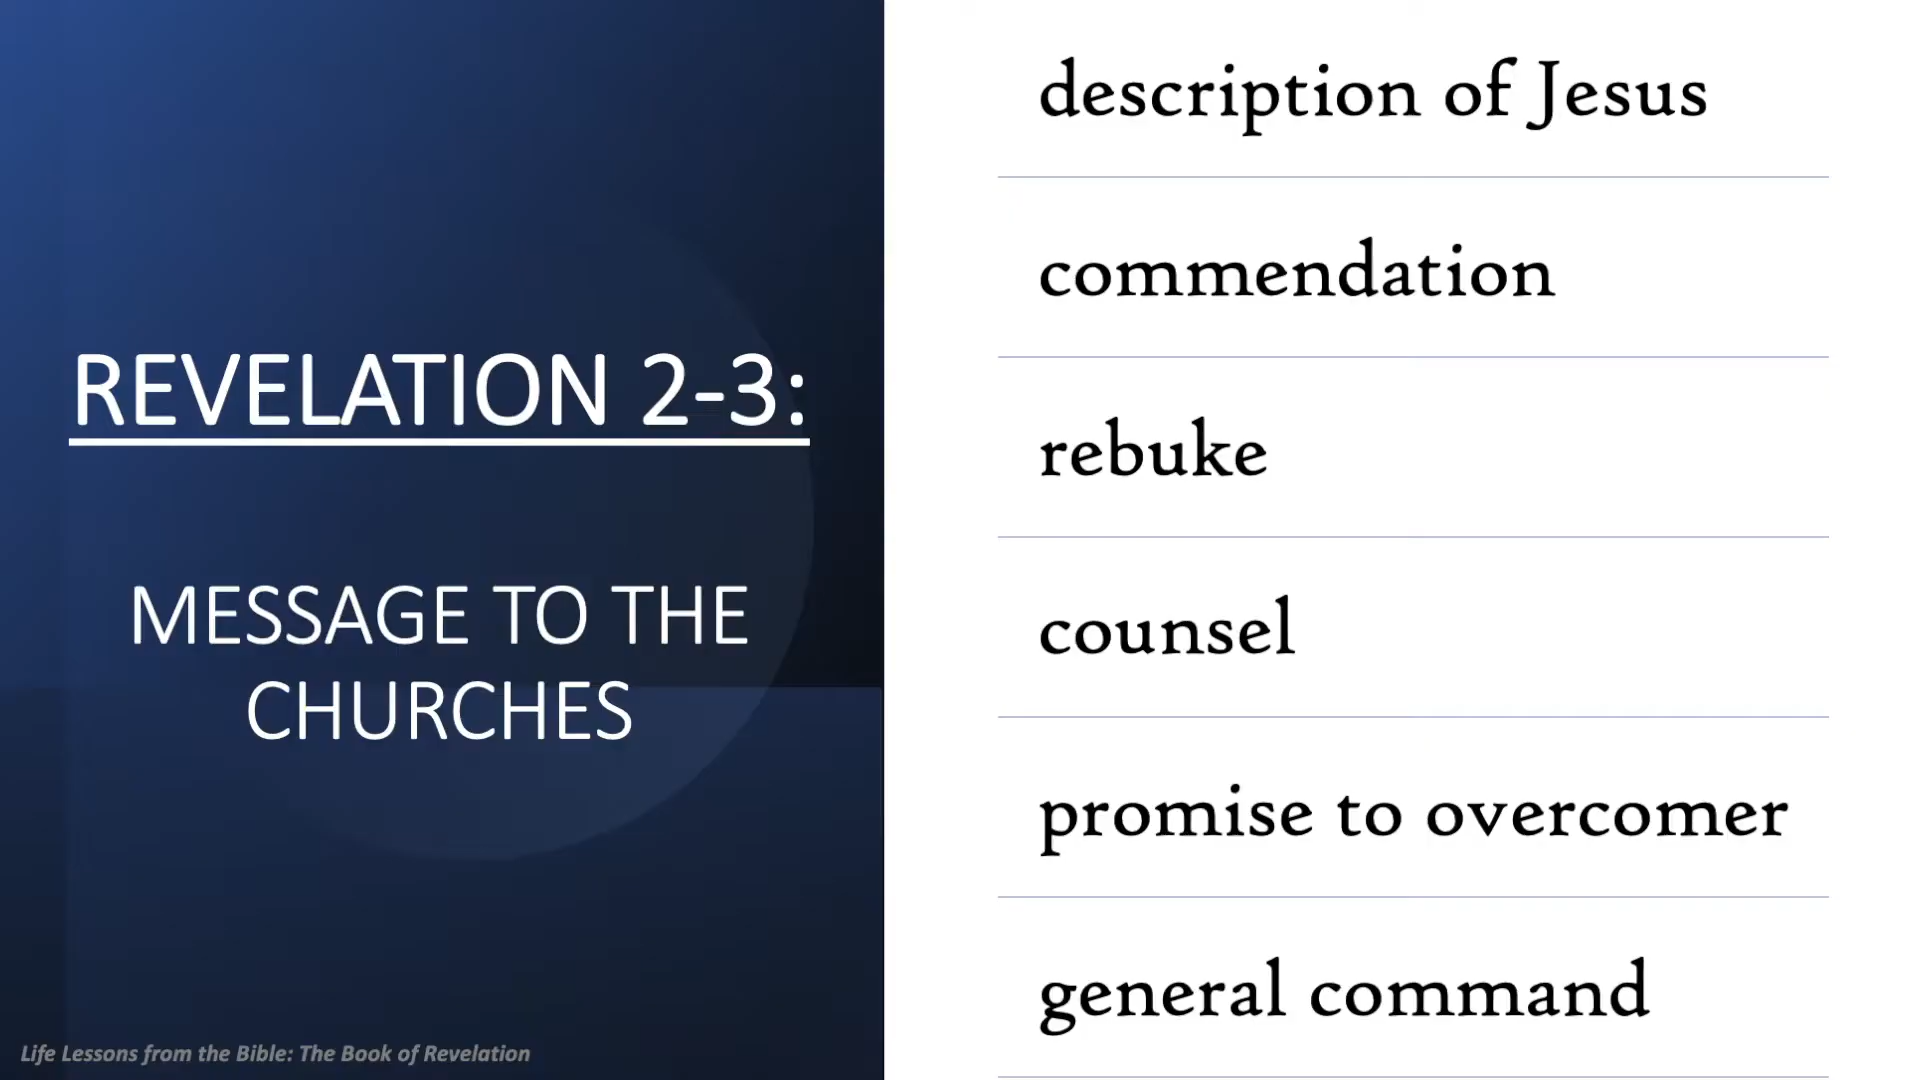 REVELATION 2-3:
MESSAGE TO THE
CHURCHES
Life Lessons from the Bible: The Book of Revelation
description of Jesus
commendation
rebuke
counsel
promise to overcomer
general command